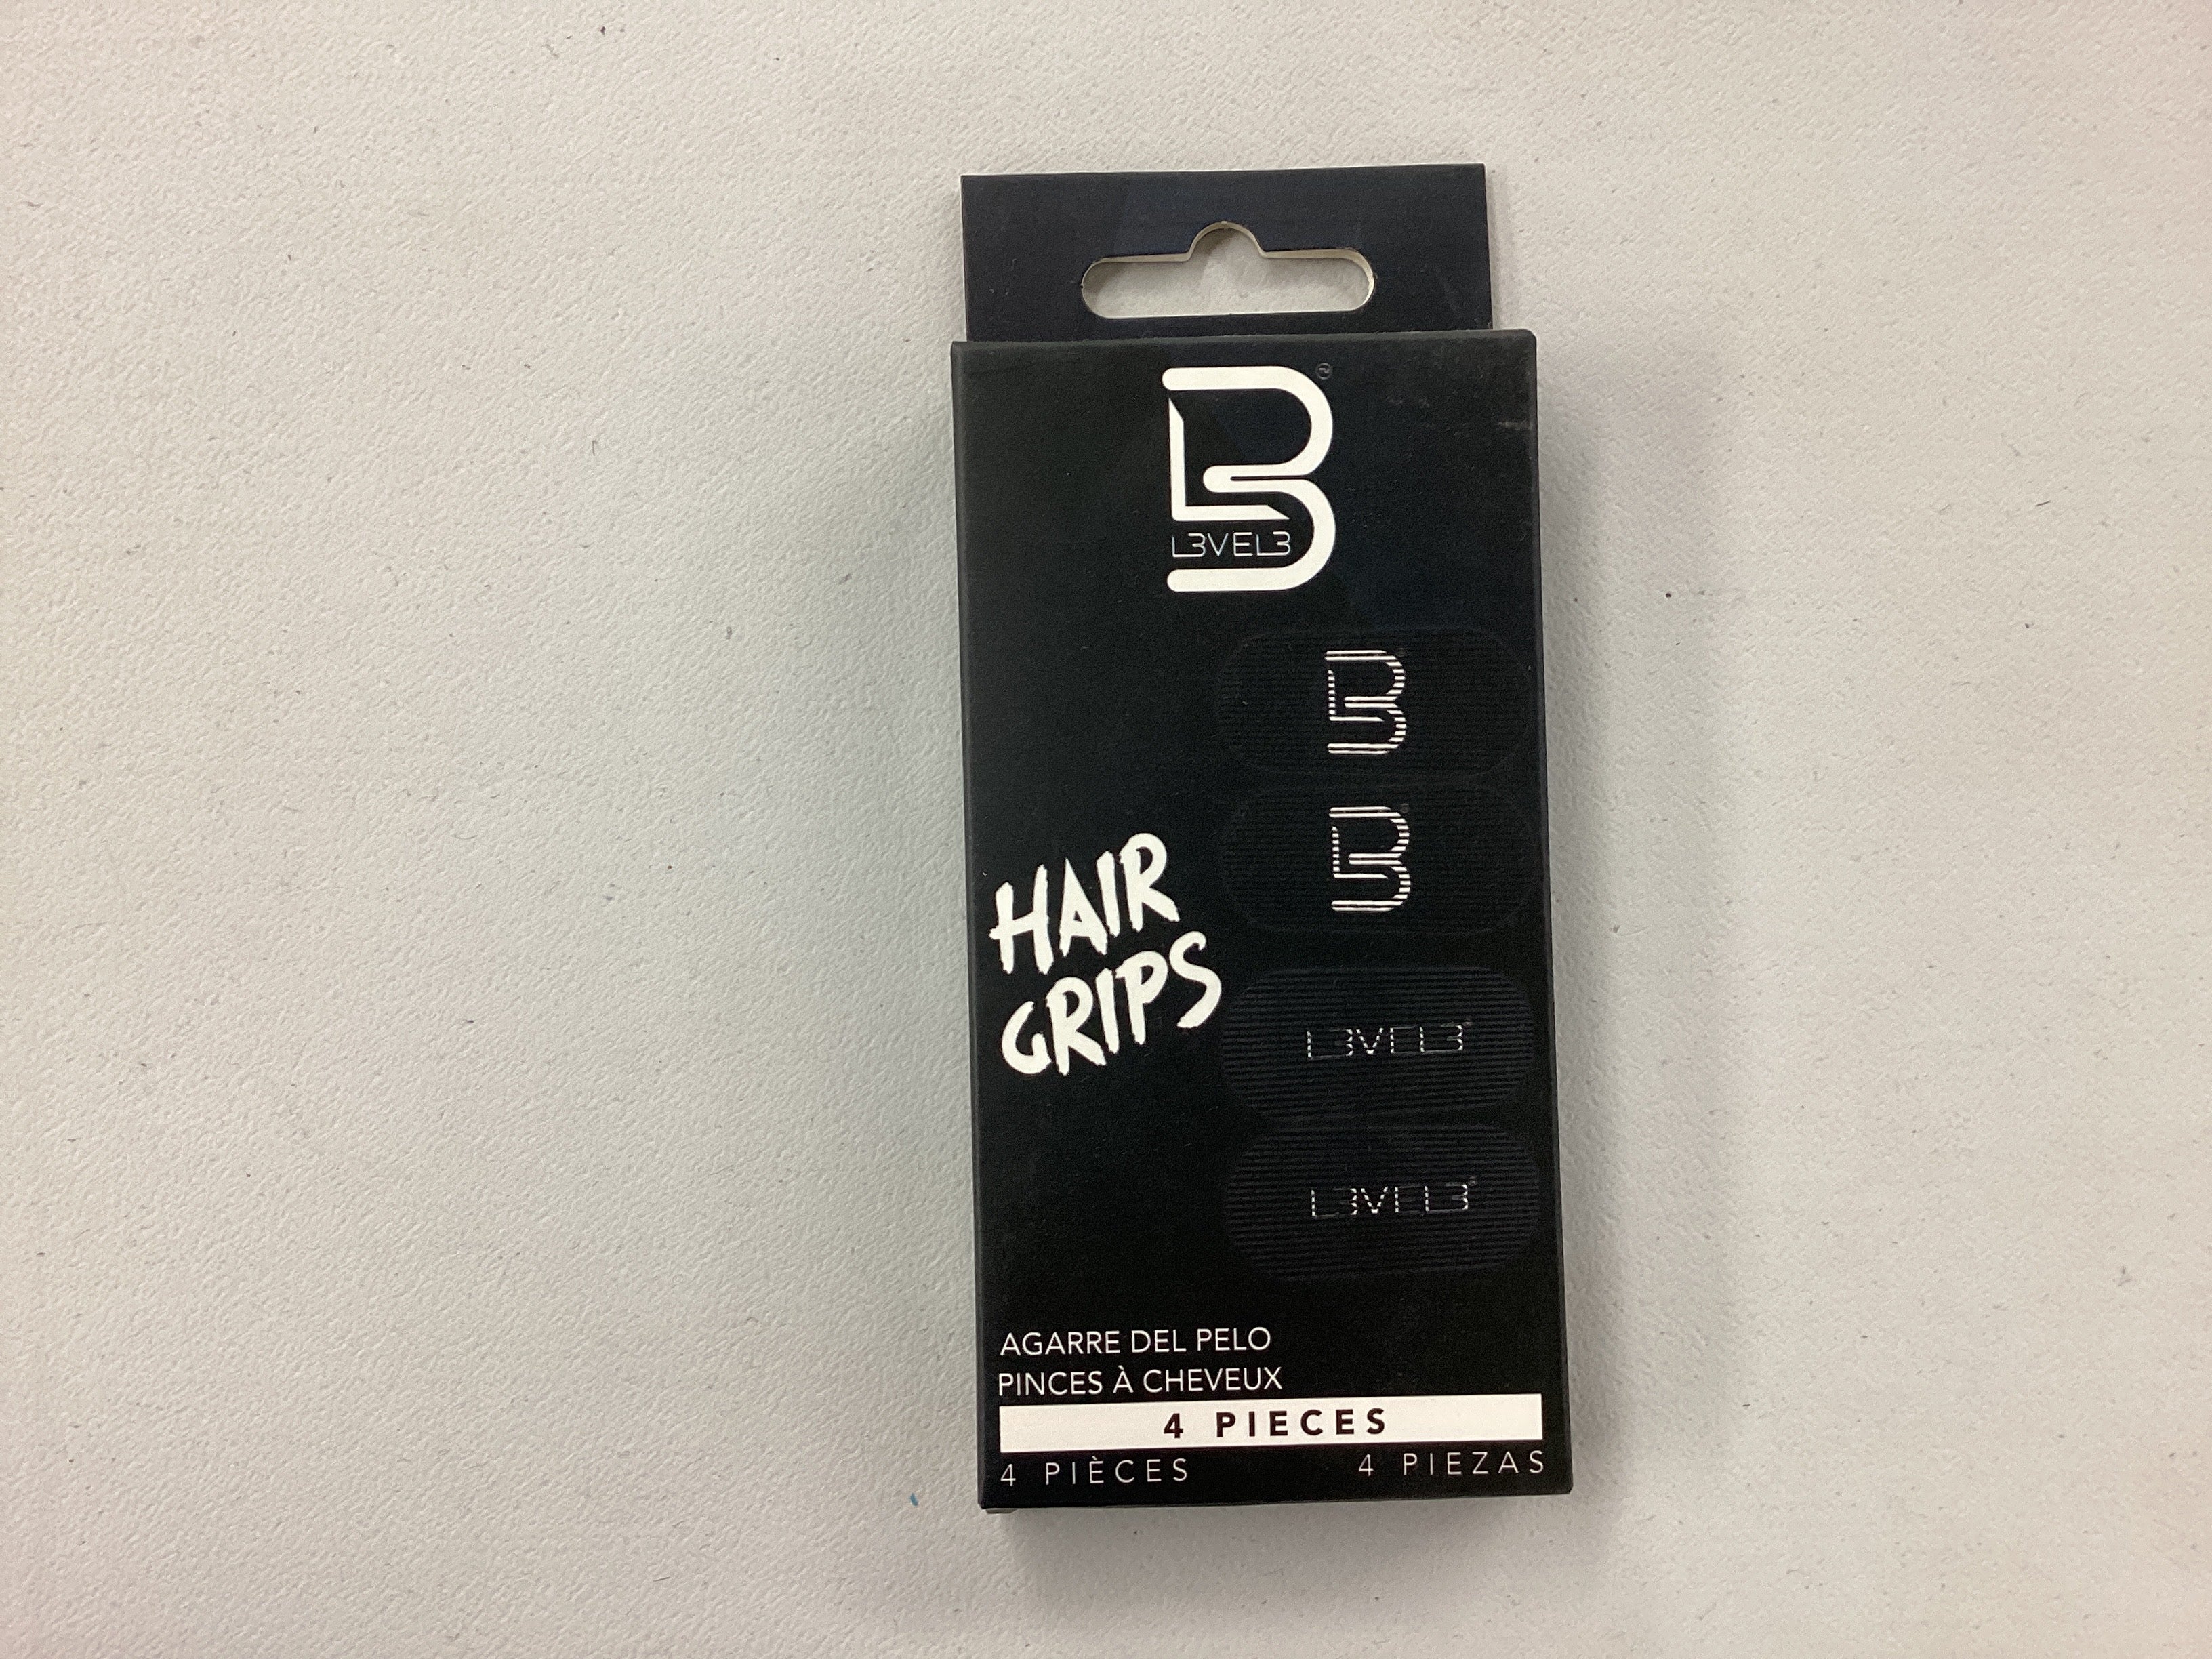 L3VEL3
L3VEL3
L3VEL3
HAIR
GRIPS
AGARRE DEL PELO
PINCES À CHEVEUX
4 PIECES
4 PIÈCES
4 PIEZAS